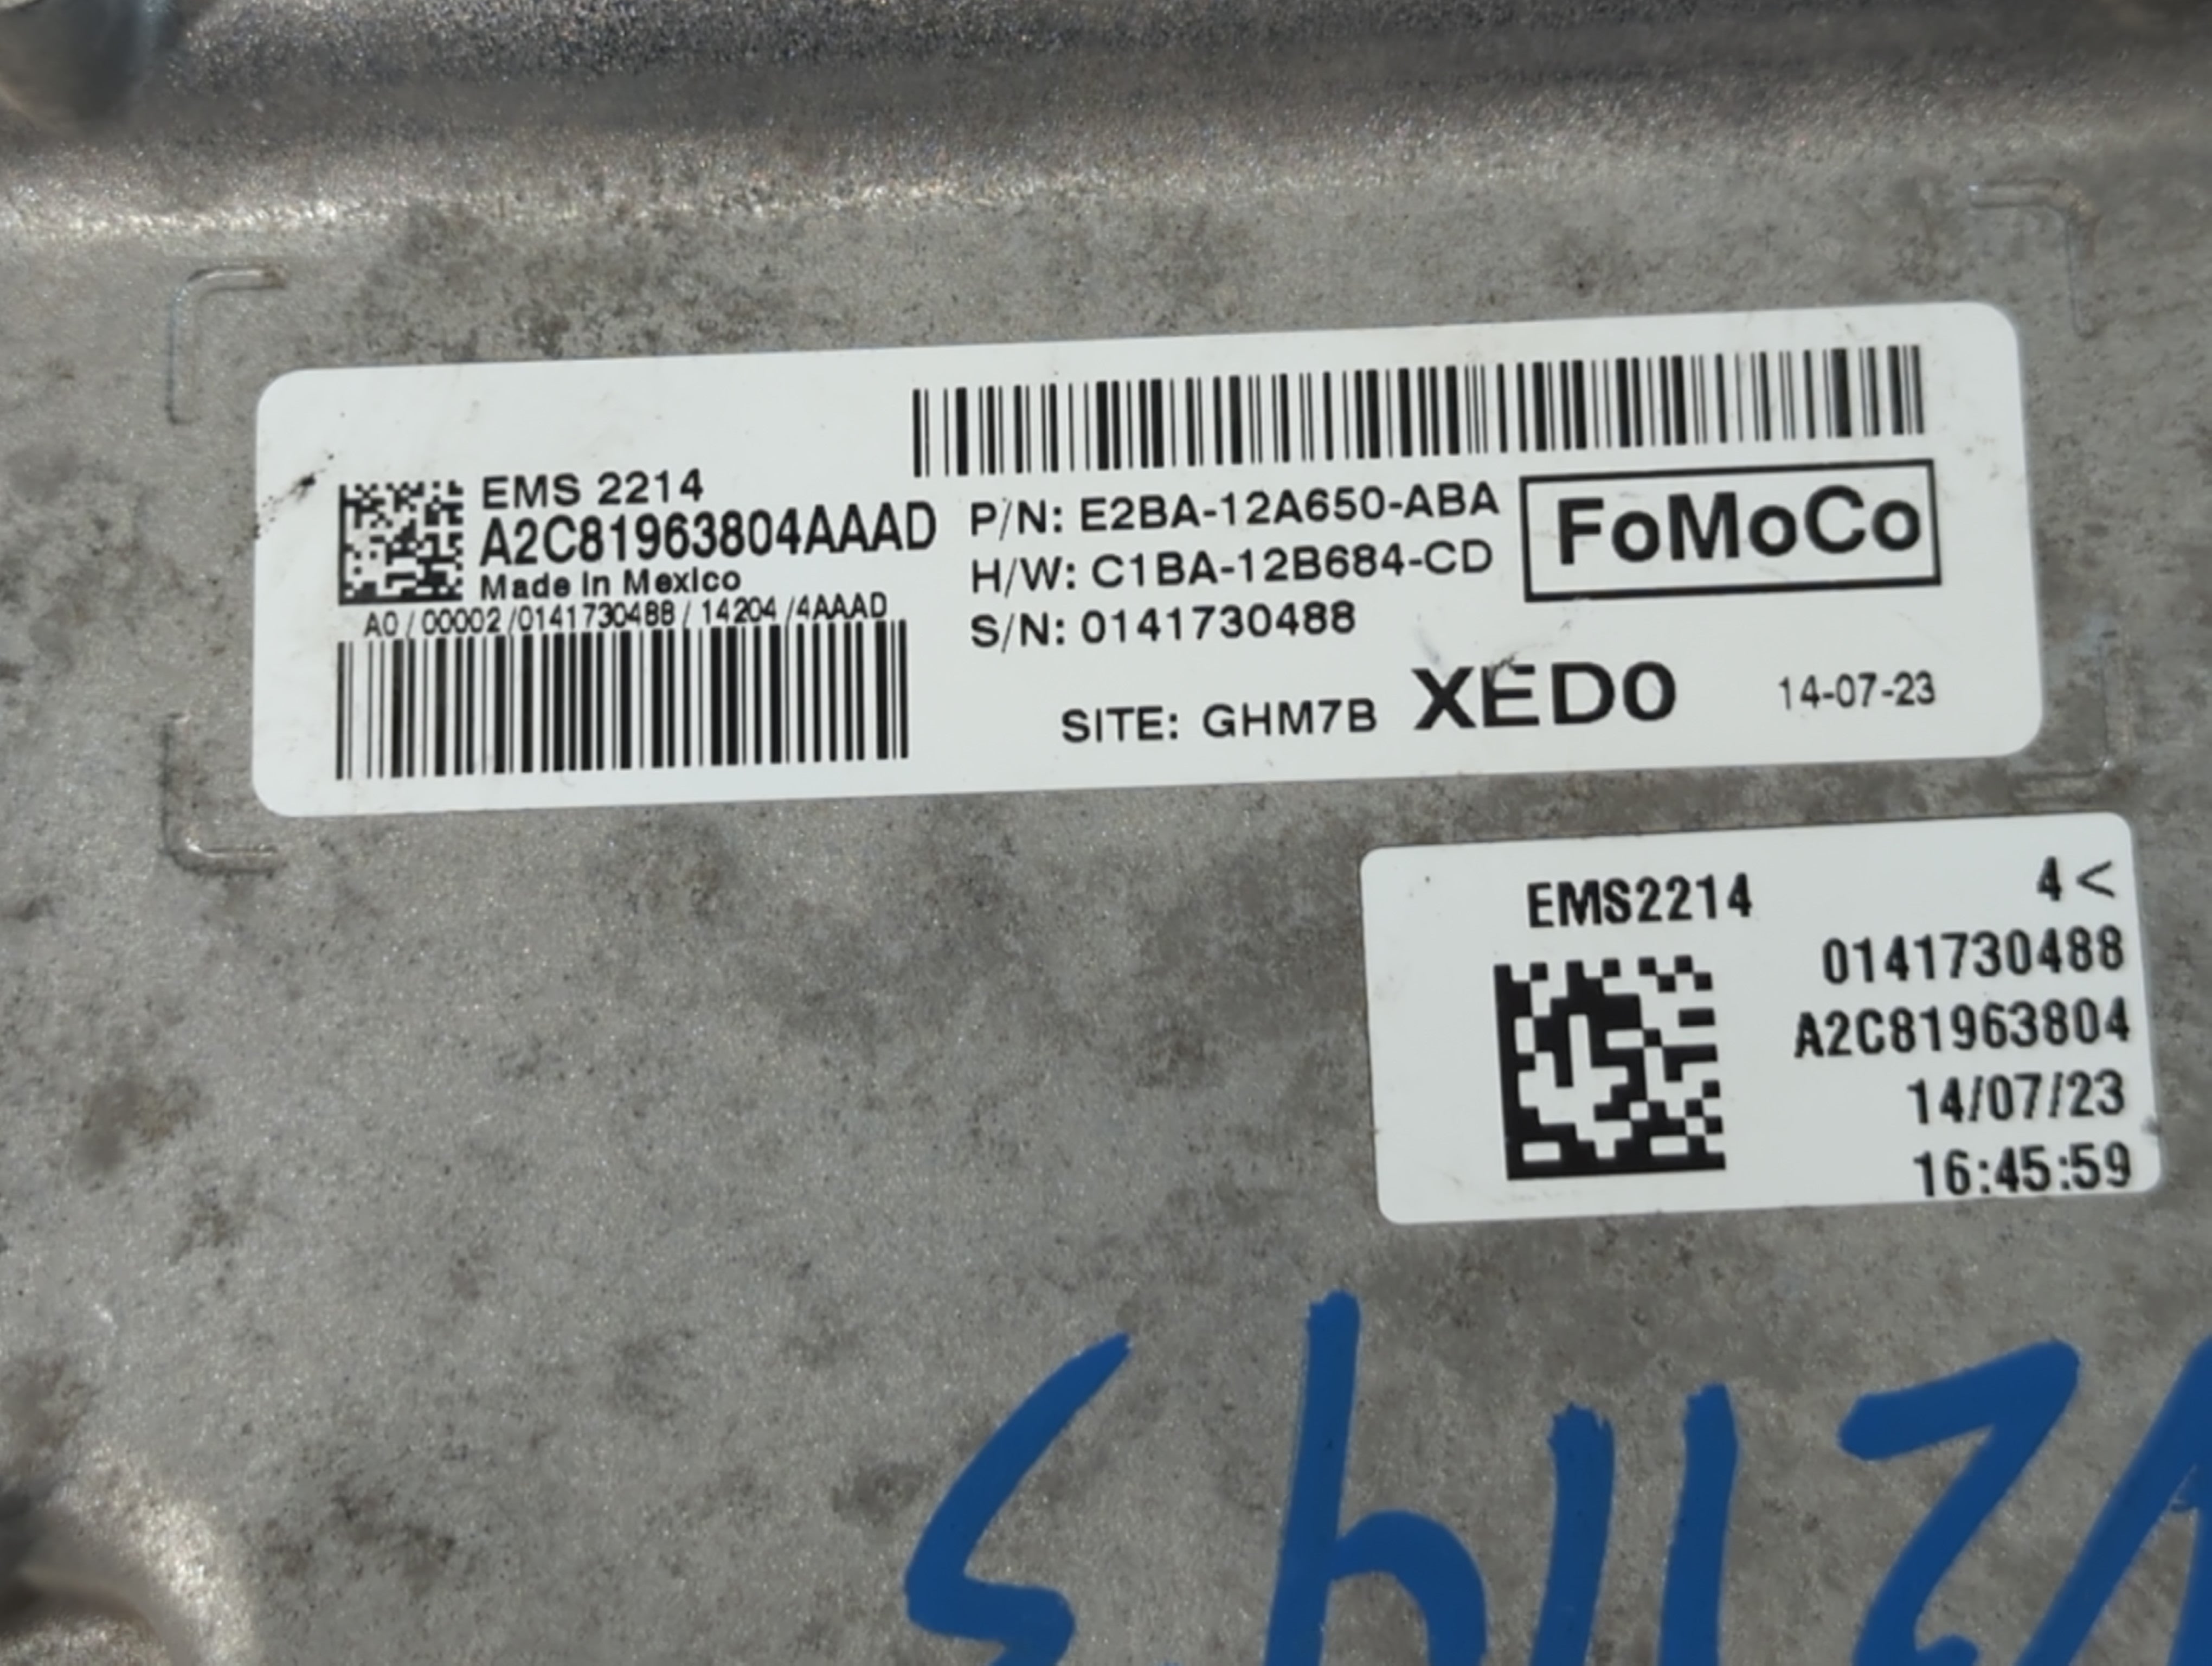 EMS 2214
A2C81963804AAAD
Made in Mexico
A0 / 00002 /0141730488 / 14204 /4AAAD
P/N: E2BA-12A650-ABA
H/W: C1BA-12B684-CD
S/N: 0141730488
FoMoCo
SITE: GHM7B XED0 14-07-23
EMS2214 4 <
0141730488
A2C81963804
14/07/23
16:45:59